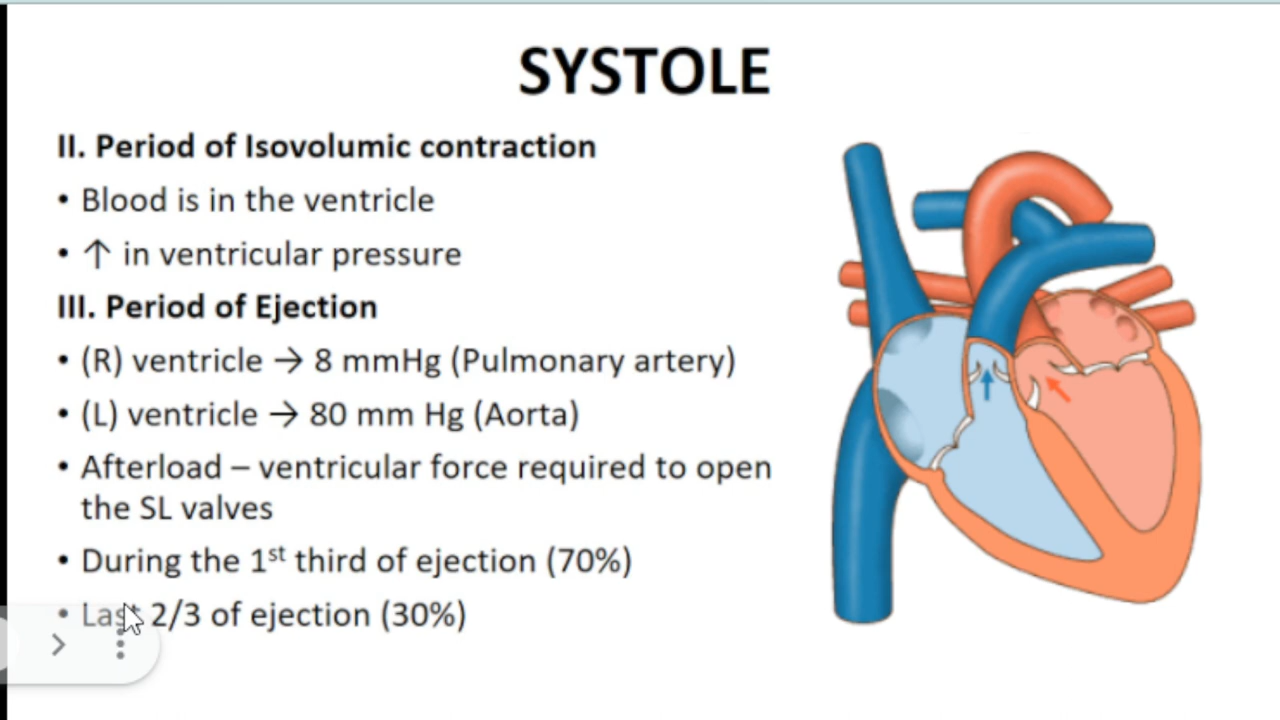 SYSTOLE
II. Period of Isovolumic contraction
• Blood is in the ventricle
• ↑ in ventricular pressure
III. Period of Ejection
• (R) ventricle → 8 mmHg (Pulmonary artery)
• (L) ventricle → 80 mm Hg (Aorta)
• Afterload – ventricular force required to open
the SL valves
• During the 1st third of ejection (70%)
• Last 2/3 of ejection (30%)